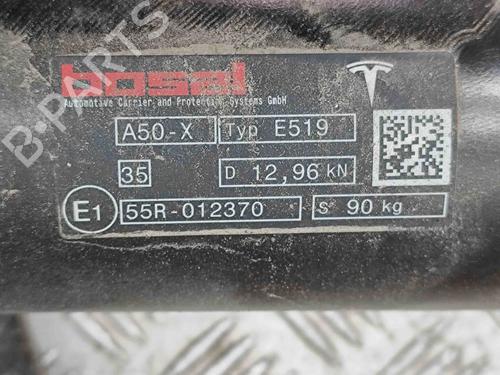 bosal
Automotive Carrier and Protecting Systems GmbH
A50-X Typ E519
35 D 12,96 kN
E1 55R-012370 S 90 kg
B-PARTS